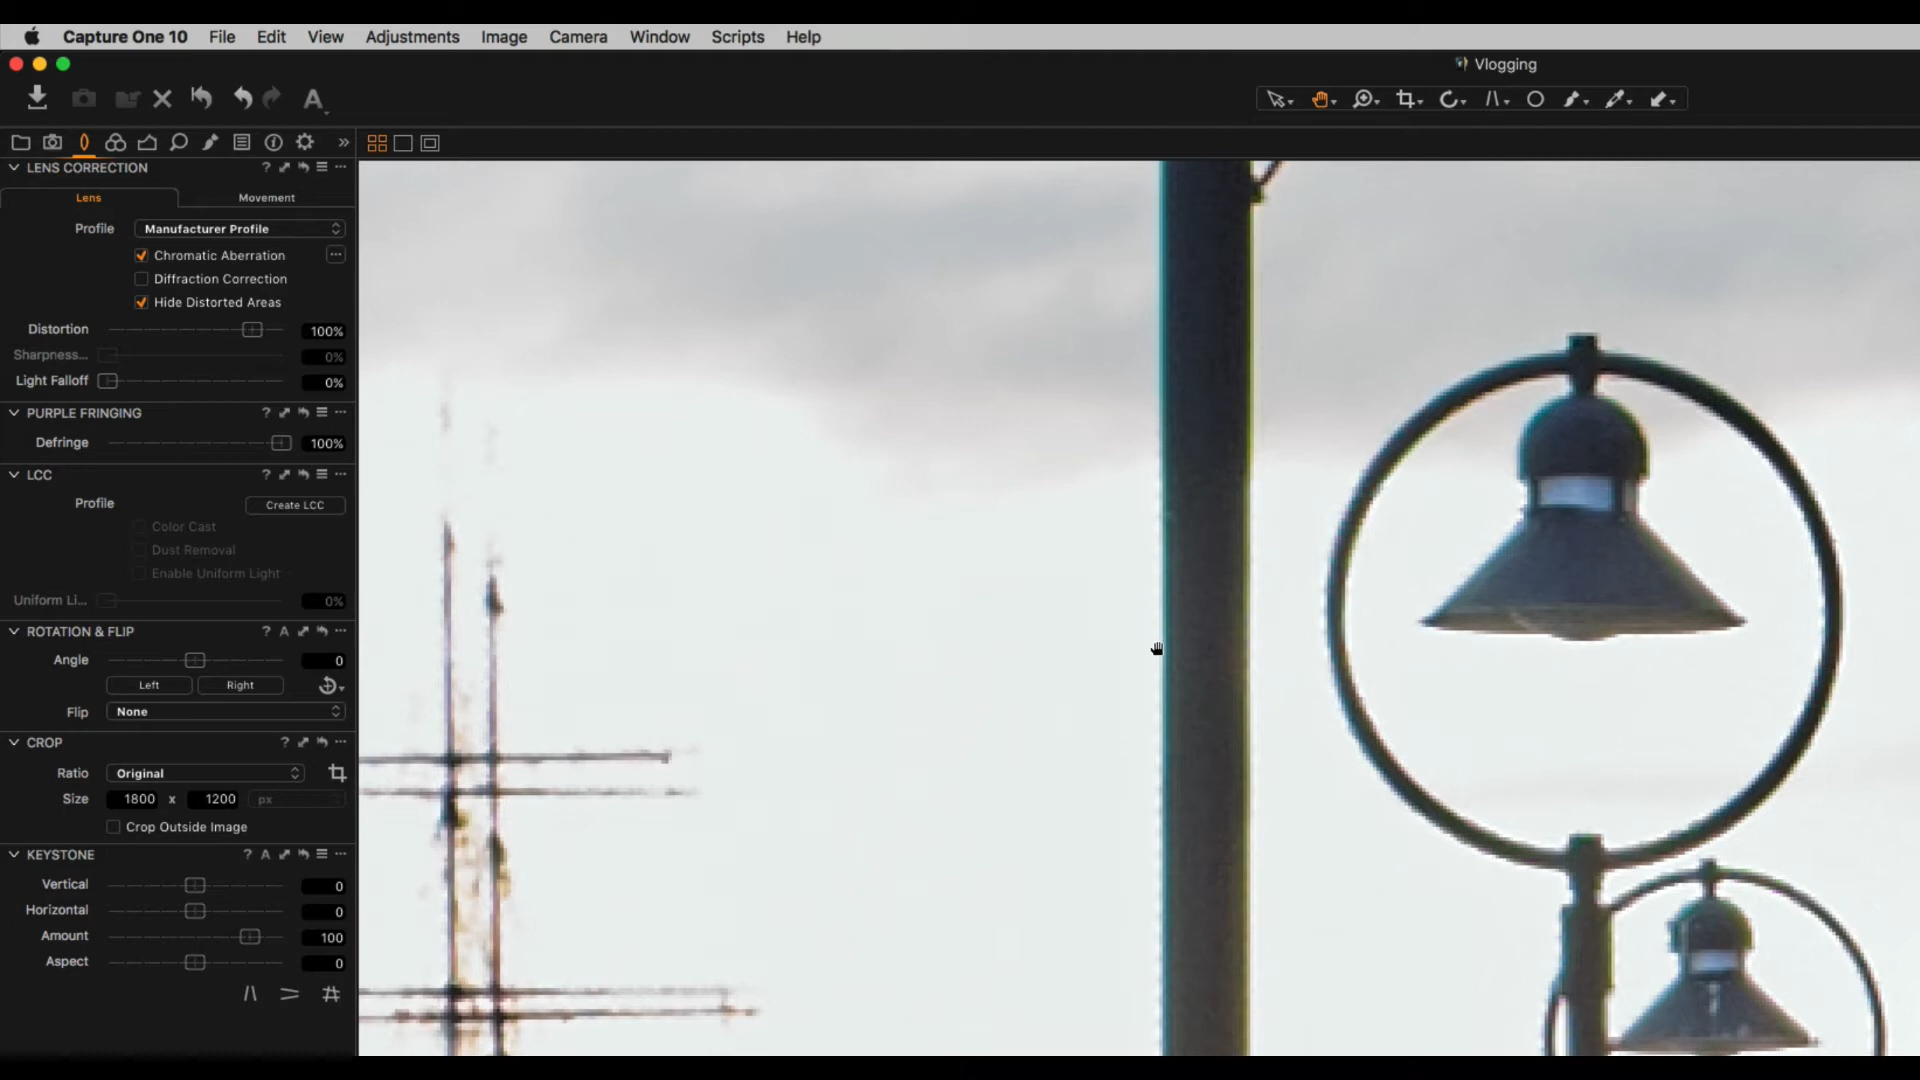 Capture One 10 File Edit View Adjustments Image Camera Window Scripts Help
Vlogging
LENS CORRECTION
Lens Movement
Profile Manufacturer Profile
Chromatic Aberration
Diffraction Correction
Hide Distorted Areas
Distortion 100%
Sharpness... 0%
Light Falloff 0%
PURPLE FRINGING
Defringe 100%
LCC
Profile Create LCC
Color Cast
Dust Removal
Enable Uniform Light
Uniform Li... 0%
ROTATION & FLIP
Angle 0
Left Right
Flip None
CROP
Ratio Original
Size 1800 x 1200 px
Crop Outside Image
KEYSTONE
Vertical 0
Horizontal 0
Amount 100
Aspect 0